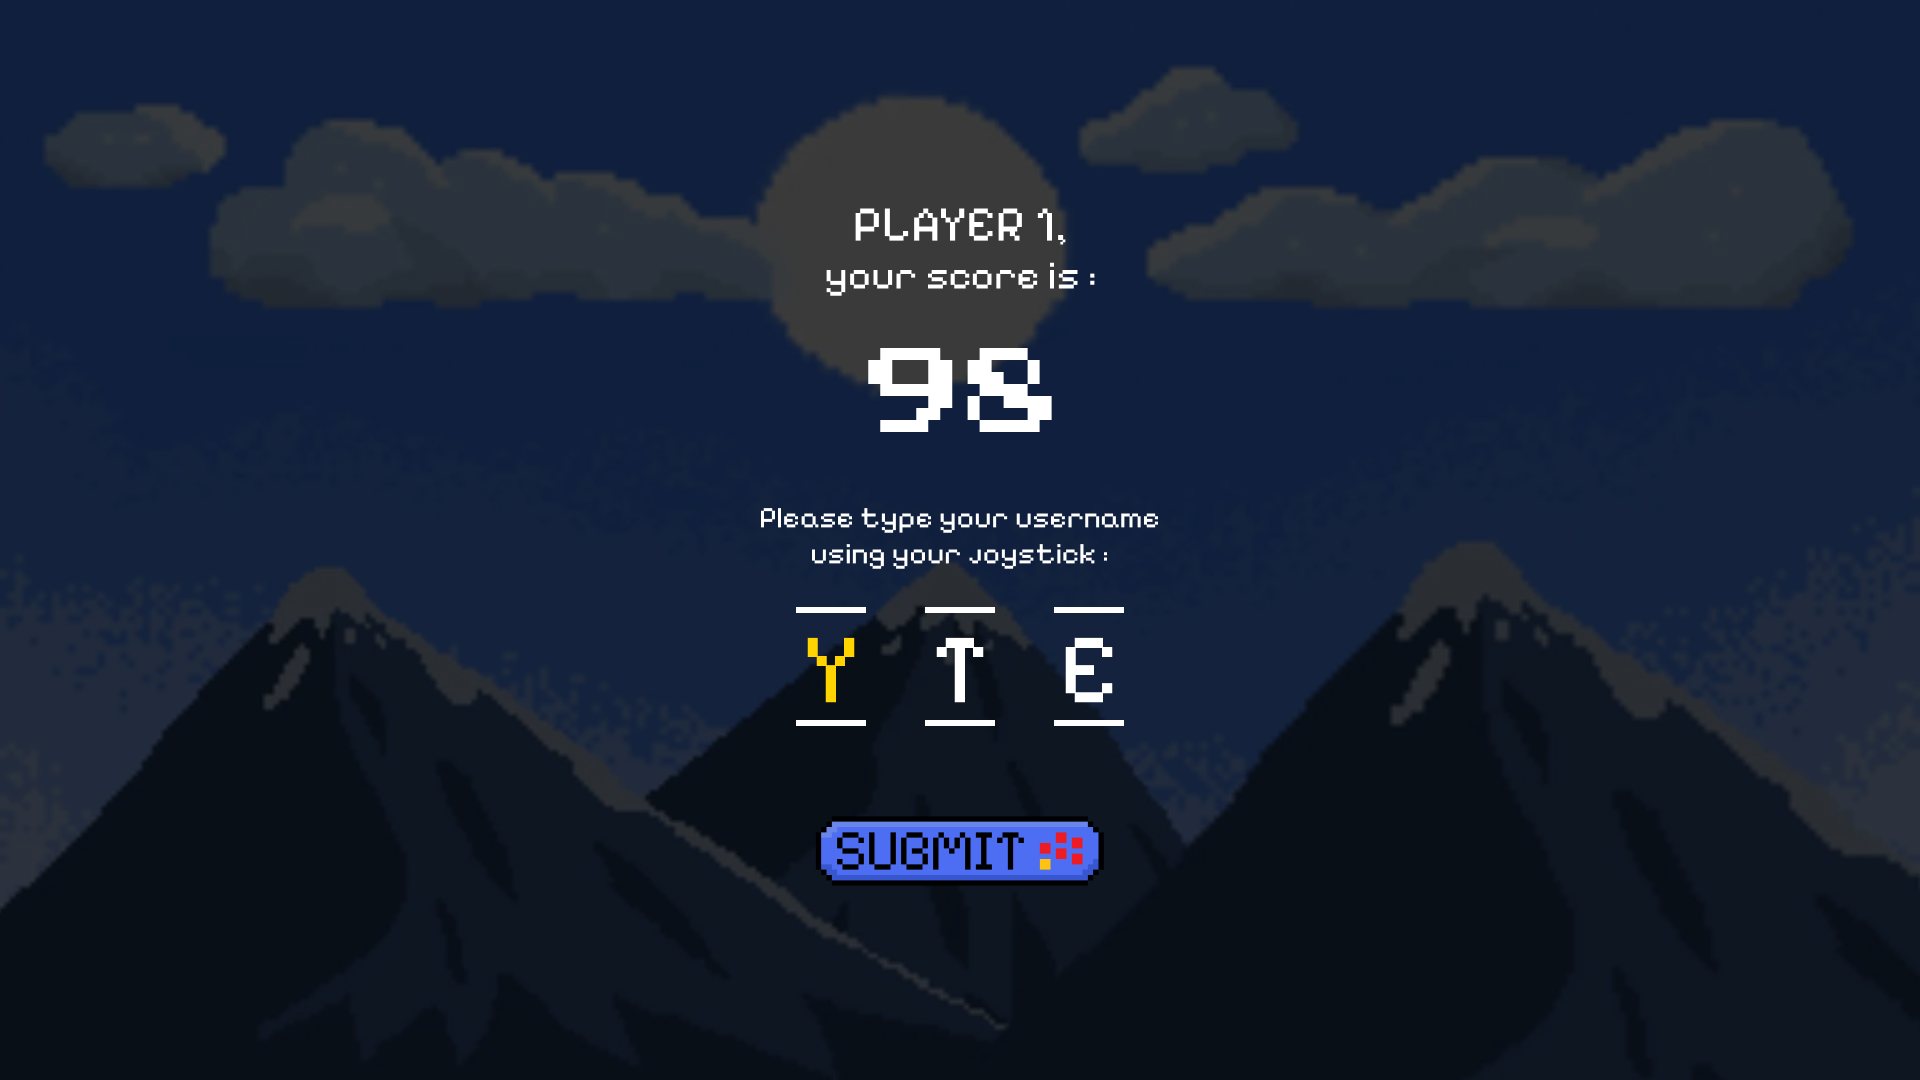 PLAYER 1,
your score is :
98
Please type your username
using your joystick :
Y T E
SUBMIT